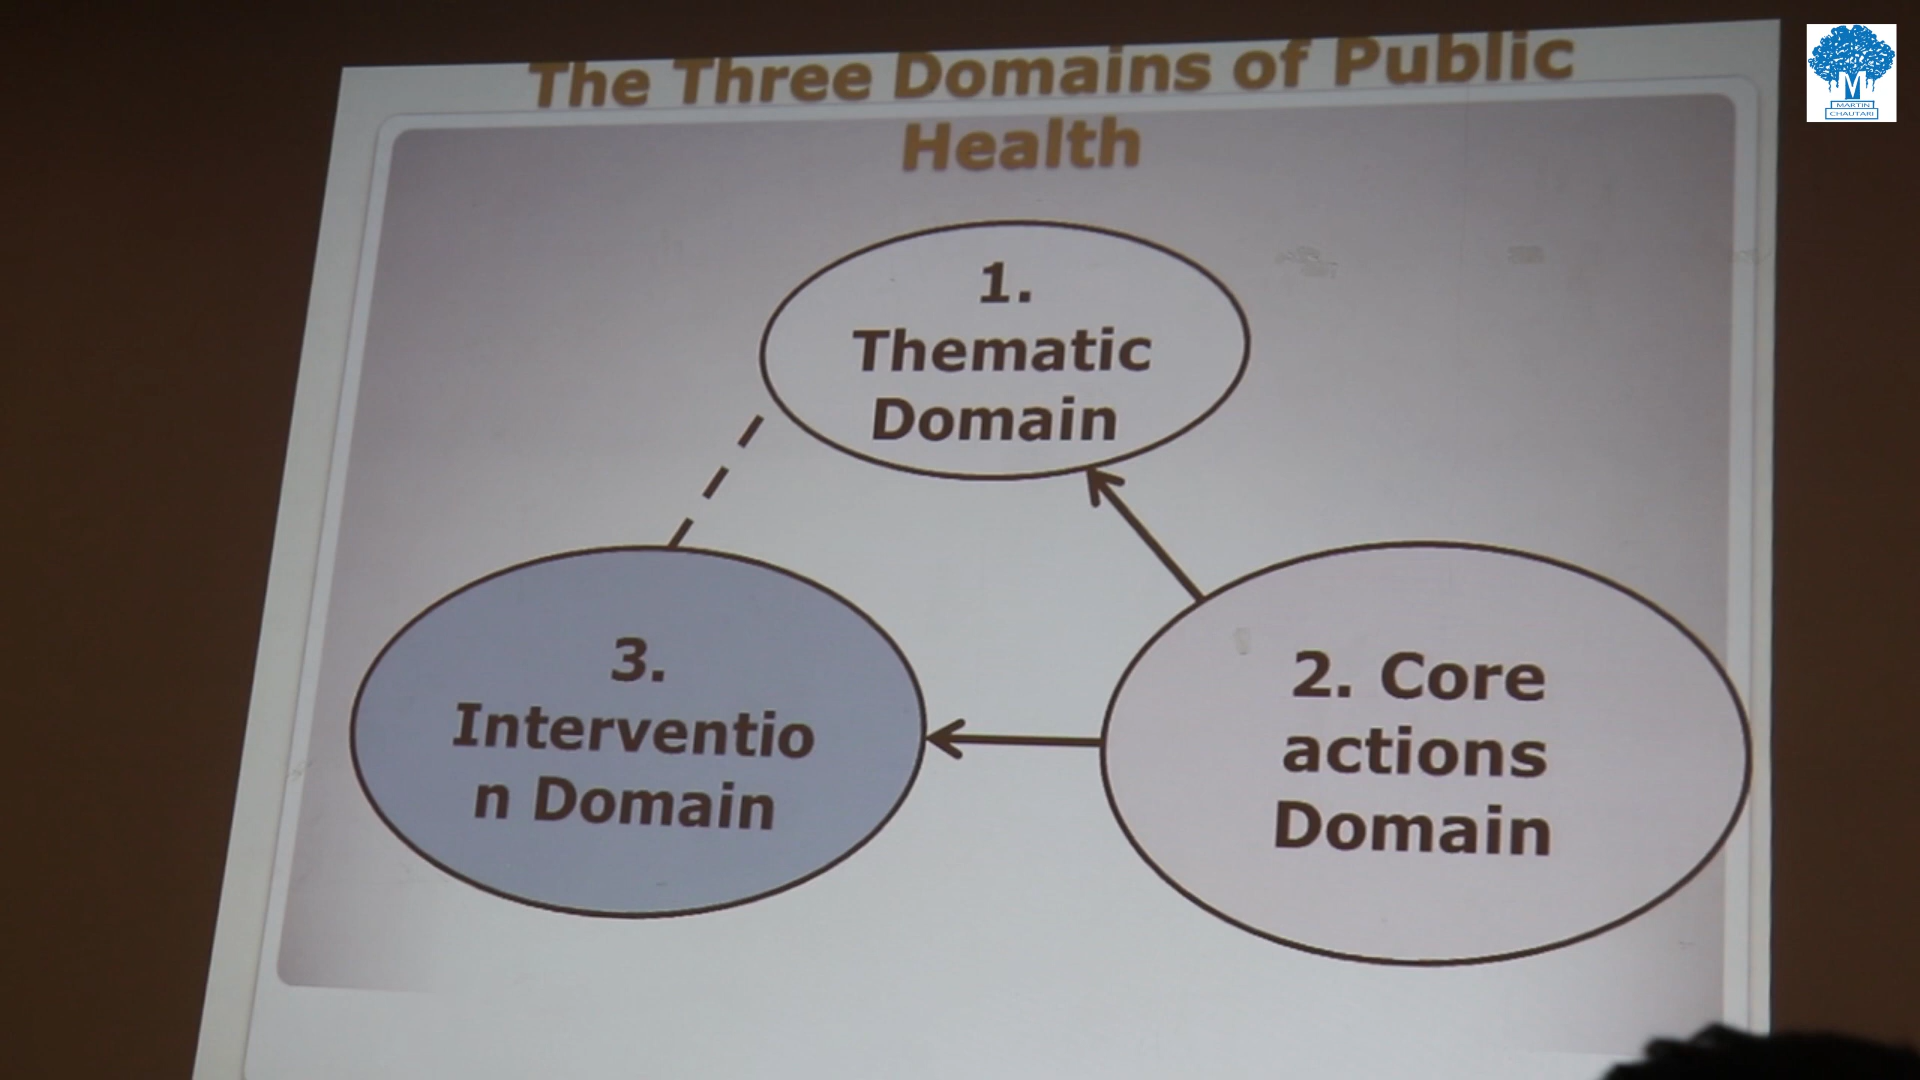 The Three Domains of Public
Health
1.
Thematic
Domain
3.
Interventio
n Domain
2. Core
actions
Domain
M
MARTIN
CHAUTARI